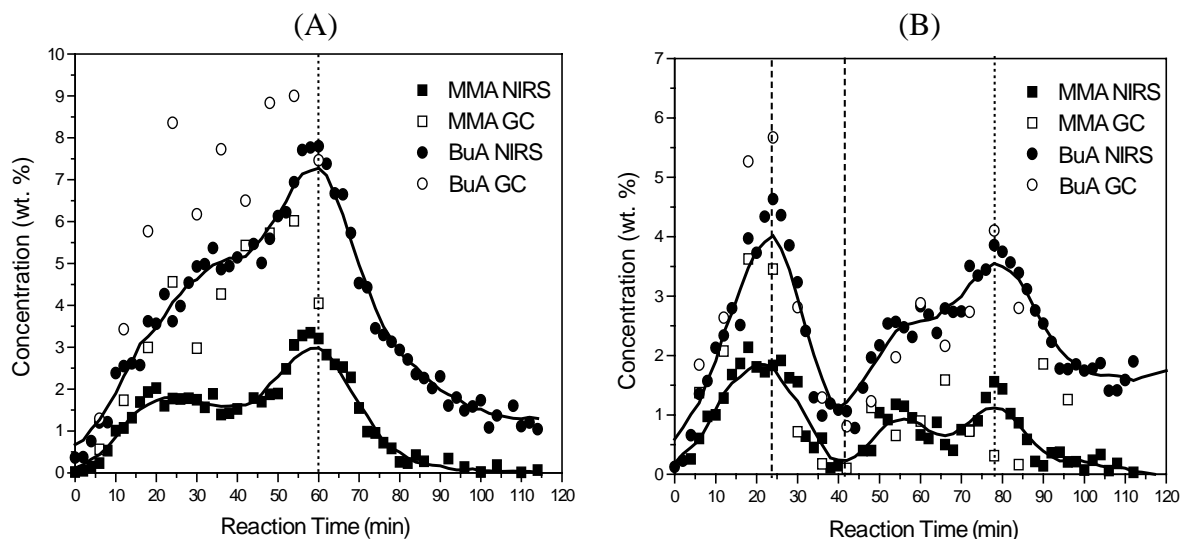 (A)
10
9
8
7
6
5
4
3
2
1
0
Concentration (wt. %)
MMA NIRS
MMA GC
BuA NIRS
BuA GC
0 10 20 30 40 50 60 70 80 90 100 110 120
Reaction Time (min)
(B)
7
6
5
4
3
2
1
0
Concentration (wt. %)
MMA NIRS
MMA GC
BuA NIRS
BuA GC
0 10 20 30 40 50 60 70 80 90 100 110 120
Reaction Time (min)